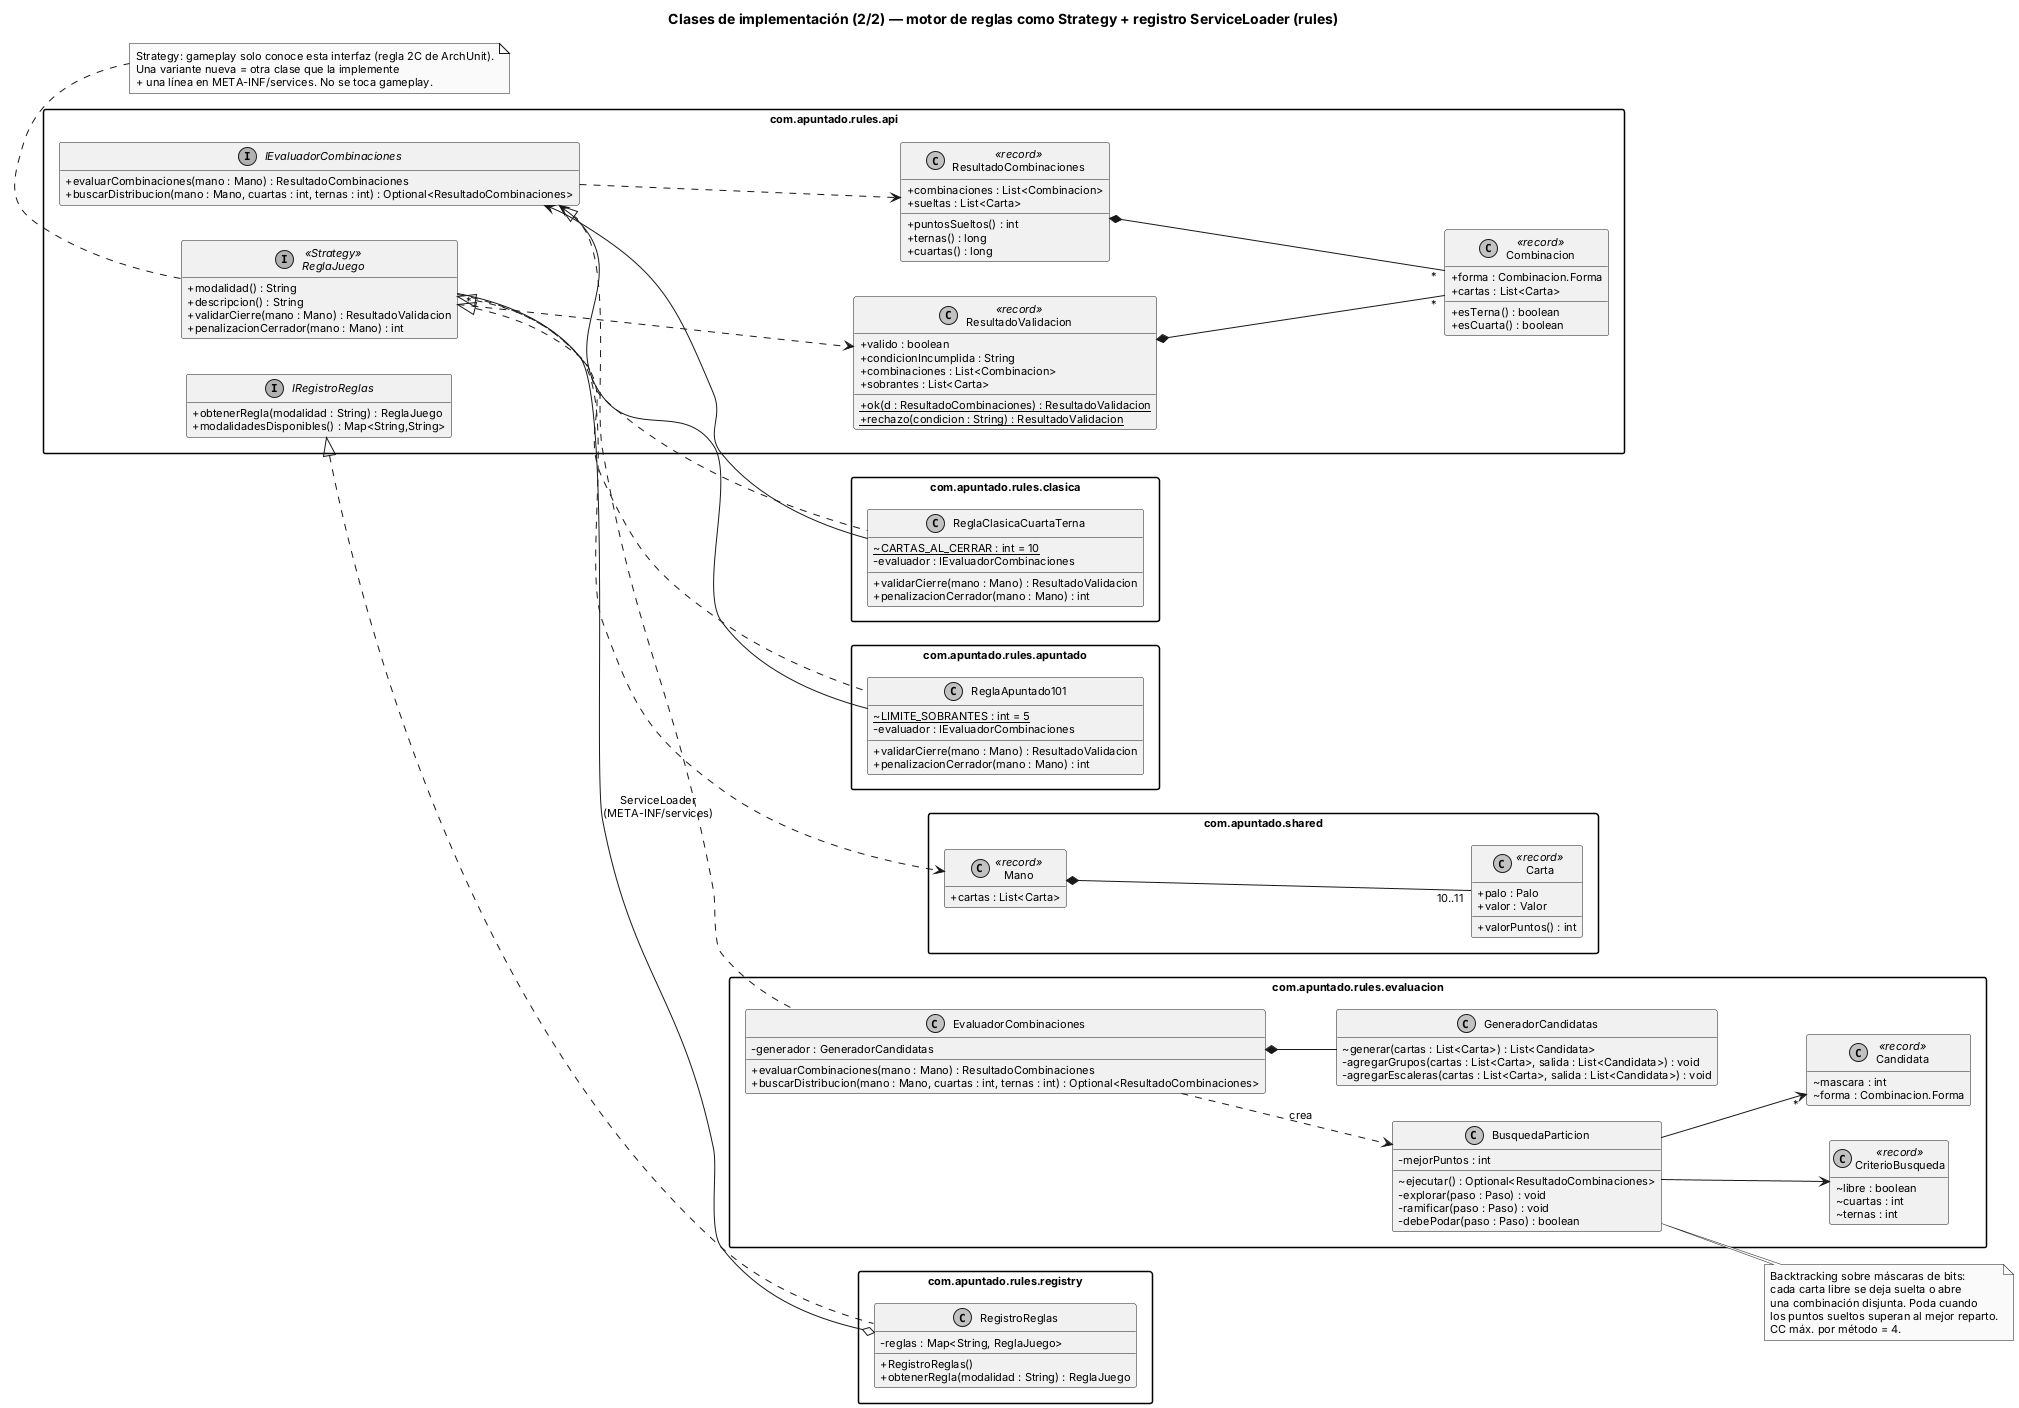 Clases de implementación (2/2) — motor de reglas como Strategy + registro ServiceLoader (rules)
Strategy: gameplay solo conoce esta interfaz (regla 2C de ArchUnit).
Una variante nueva = otra clase que la implemente
+ una línea en META-INF/services. No se toca gameplay.
com.apuntado.rules.api
I IEvaluadorCombinaciones
+evaluarCombinaciones(mano : Mano) : ResultadoCombinaciones
+buscarDistribucion(mano : Mano, cuartas : int, ternas : int) : Optional<ResultadoCombinaciones>
C «record»
ResultadoCombinaciones
+combinaciones : List<Combinacion>
+sueltas : List<Carta>
+puntosSueltos() : int
+ternas() : long
+cuartas() : long
C «record»
Combinacion
+forma : Combinacion.Forma
+cartas : List<Carta>
+esTerna() : boolean
+esCuarta() : boolean
*
*
I «Strategy»
ReglaJuego
+modalidad() : String
+descripcion() : String
+validarCierre(mano : Mano) : ResultadoValidacion
+penalizacionCerrador(mano : Mano) : int
*
C «record»
ResultadoValidacion
+valido : boolean
+condicionIncumplida : String
+combinaciones : List<Combinacion>
+sobrantes : List<Carta>
+ok(d : ResultadoCombinaciones) : ResultadoValidacion
+rechazo(condicion : String) : ResultadoValidacion
I IRegistroReglas
+obtenerRegla(modalidad : String) : ReglaJuego
+modalidadesDisponibles() : Map<String,String>
com.apuntado.rules.clasica
C ReglaClasicaCuartaTerna
~CARTAS_AL_CERRAR : int = 10
-evaluador : IEvaluadorCombinaciones
+validarCierre(mano : Mano) : ResultadoValidacion
+penalizacionCerrador(mano : Mano) : int
com.apuntado.rules.apuntado
C ReglaApuntado101
~LIMITE_SOBRANTES : int = 5
-evaluador : IEvaluadorCombinaciones
+validarCierre(mano : Mano) : ResultadoValidacion
+penalizacionCerrador(mano : Mano) : int
ServiceLoader
(META-INF/services)
com.apuntado.shared
C «record»
Mano
+cartas : List<Carta>
10..11
C «record»
Carta
+palo : Palo
+valor : Valor
+valorPuntos() : int
com.apuntado.rules.evaluacion
C EvaluadorCombinaciones
-generador : GeneradorCandidatas
+evaluarCombinaciones(mano : Mano) : ResultadoCombinaciones
+buscarDistribucion(mano : Mano, cuartas : int, ternas : int) : Optional<ResultadoCombinaciones>
C GeneradorCandidatas
~generar(cartas : List<Carta>) : List<Candidata>
-agregarGrupos(cartas : List<Carta>, salida : List<Candidata>) : void
-agregarEscaleras(cartas : List<Carta>, salida : List<Candidata>) : void
C «record»
Candidata
~mascara : int
~forma : Combinacion.Forma
*
crea
C BusquedaParticion
-mejorPuntos : int
~ejecutar() : Optional<ResultadoCombinaciones>
-explorar(paso : Paso) : void
-ramificar(paso : Paso) : void
-debePodar(paso : Paso) : boolean
C «record»
CriterioBusqueda
~libre : boolean
~cuartas : int
~ternas : int
Backtracking sobre máscaras de bits:
cada carta libre se deja suelta o abre
una combinación disjunta. Poda cuando
los puntos sueltos superan al mejor reparto.
CC máx. por método = 4.
com.apuntado.rules.registry
C RegistroReglas
-reglas : Map<String, ReglaJuego>
+RegistroReglas()
+obtenerRegla(modalidad : String) : ReglaJuego